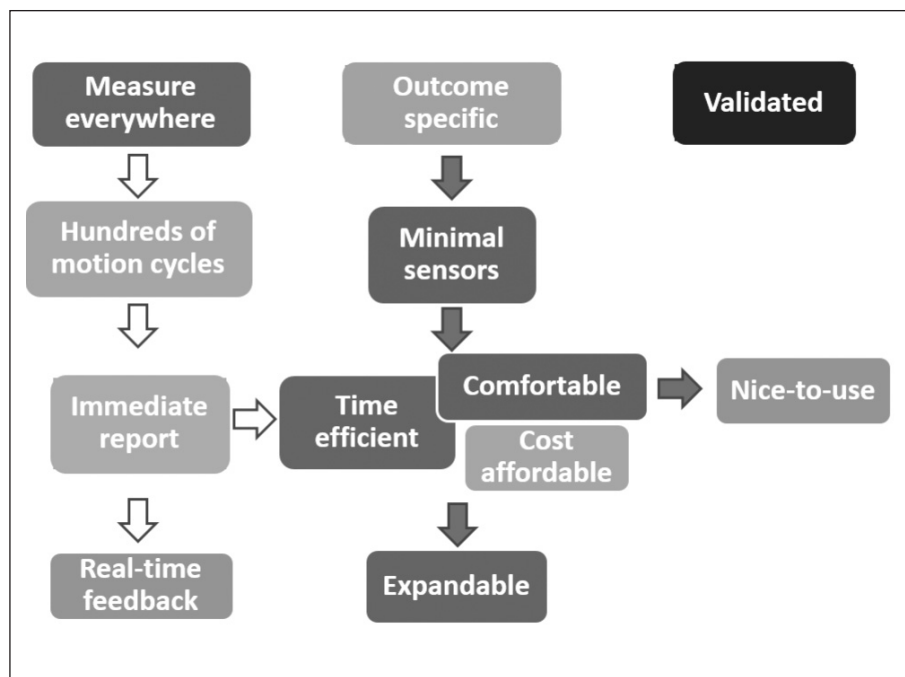 Measure
everywhere
Outcome
specific
Validated
Hundreds of
motion cycles
Minimal
sensors
Immediate
report
Time
efficient
Comfortable
Cost
affordable
Nice-to-use
Real-time
feedback
Expandable